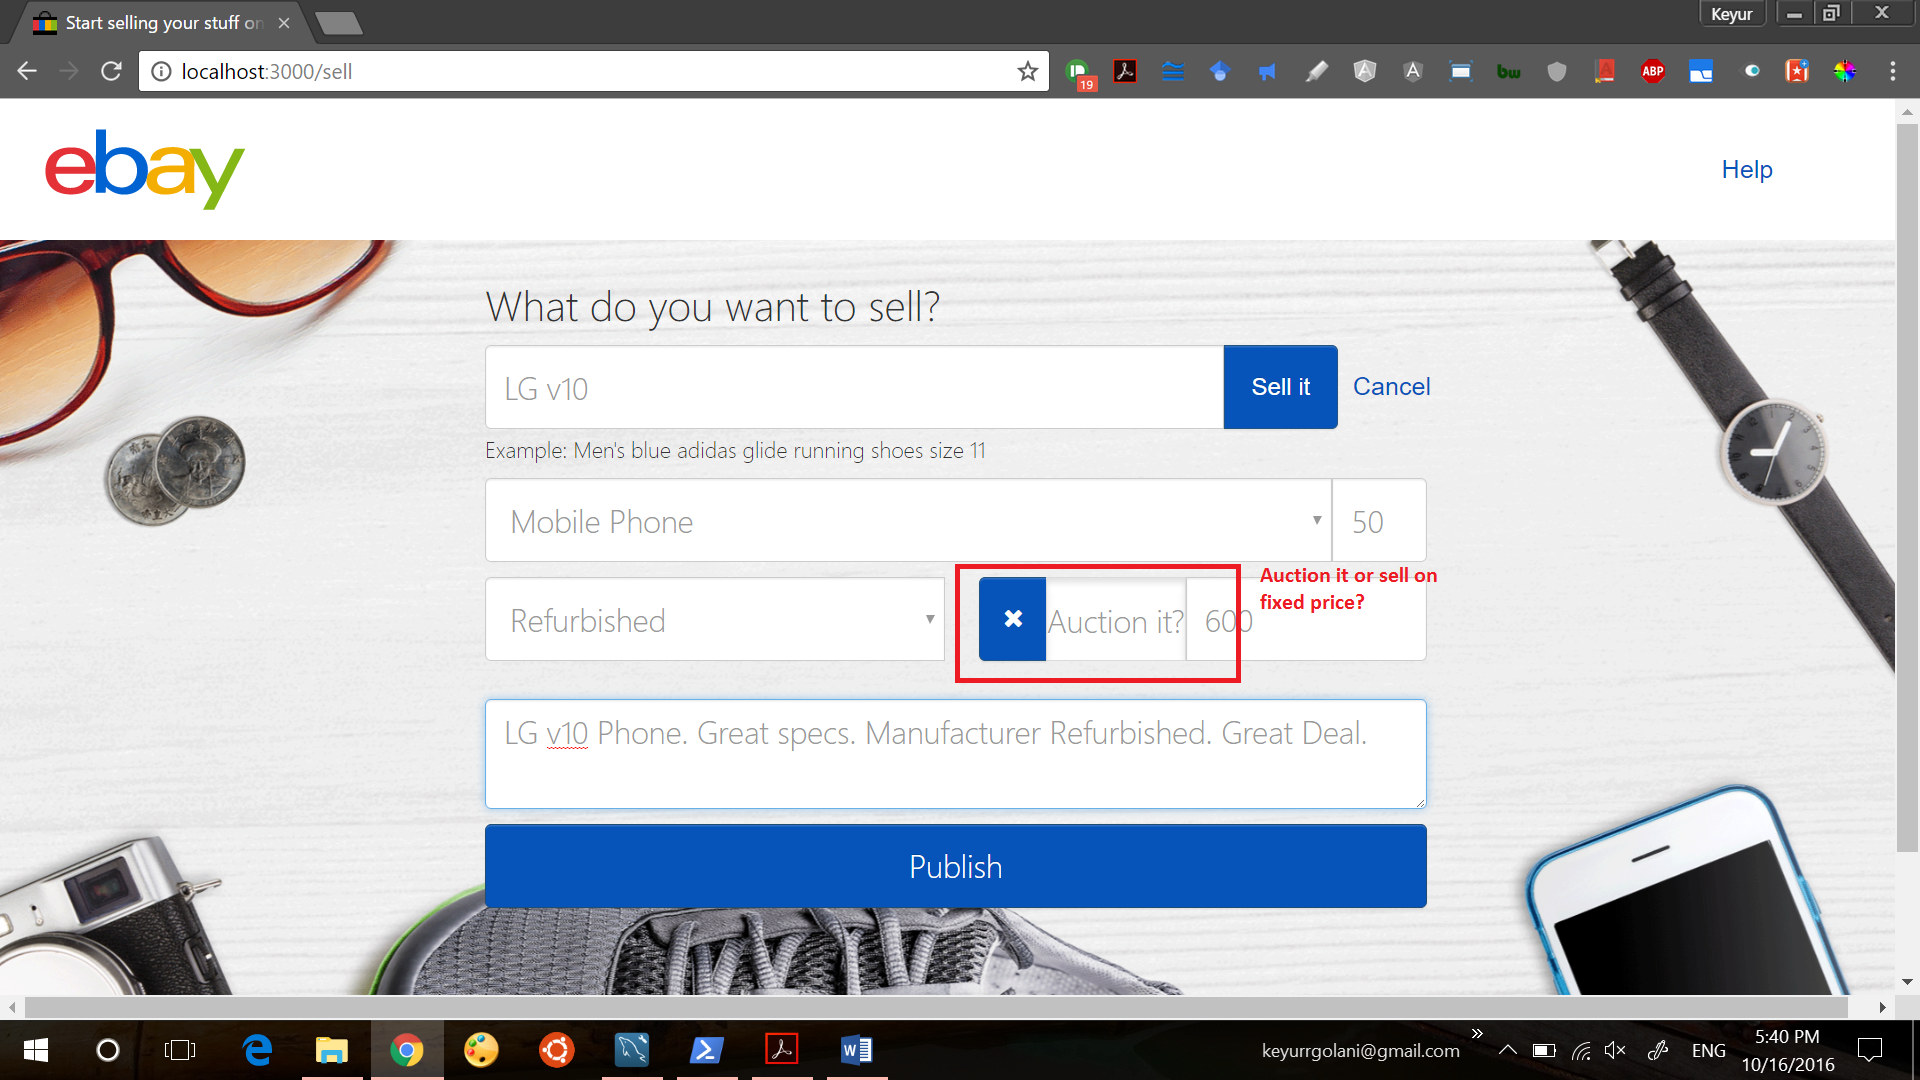 Start selling your stuff on
Keyur
localhost:3000/sell
19
ABP
bw
ebay
Help
What do you want to sell?
LG v10
Sell it
Cancel
Example: Men's blue adidas glide running shoes size 11
Mobile Phone
50
Refurbished
Auction it?
600
Auction it or sell on
fixed price?
LG v10 Phone. Great specs. Manufacturer Refurbished. Great Deal.
Publish
keyurrgolani@gmail.com
ENG
5:40 PM
10/16/2016